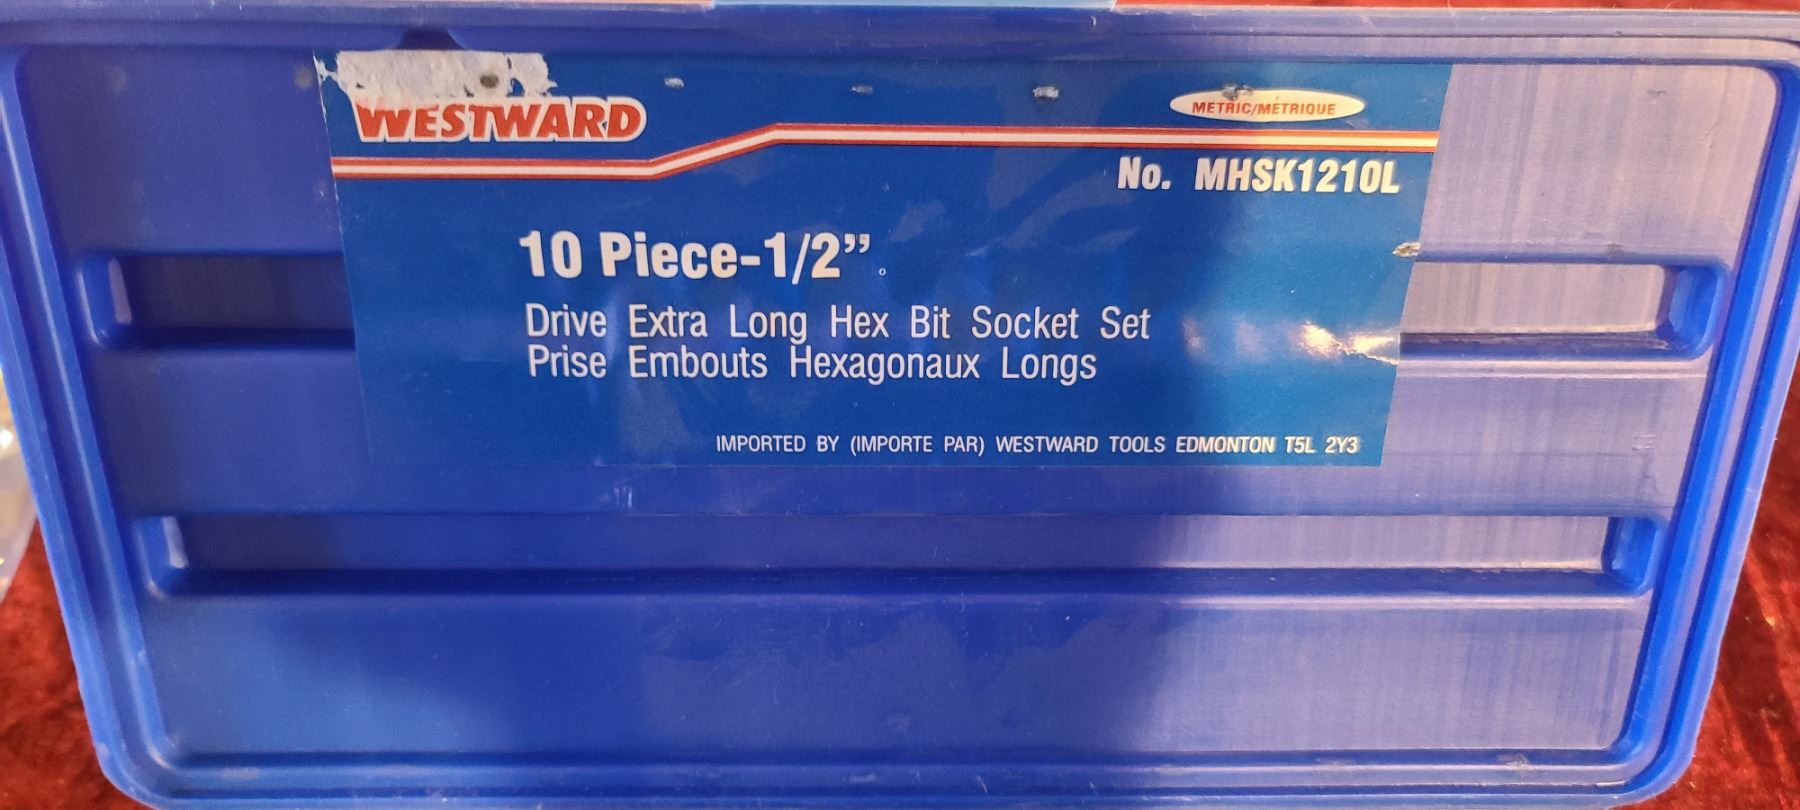 WESTWARD
METRIC/MÉTRIQUE
No. MHSK1210L
10 Piece-1/2”
Drive Extra Long Hex Bit Socket Set
Prise Embouts Hexagonaux Longs
IMPORTED BY (IMPORTE PAR) WESTWARD TOOLS EDMONTON T5L 2Y3